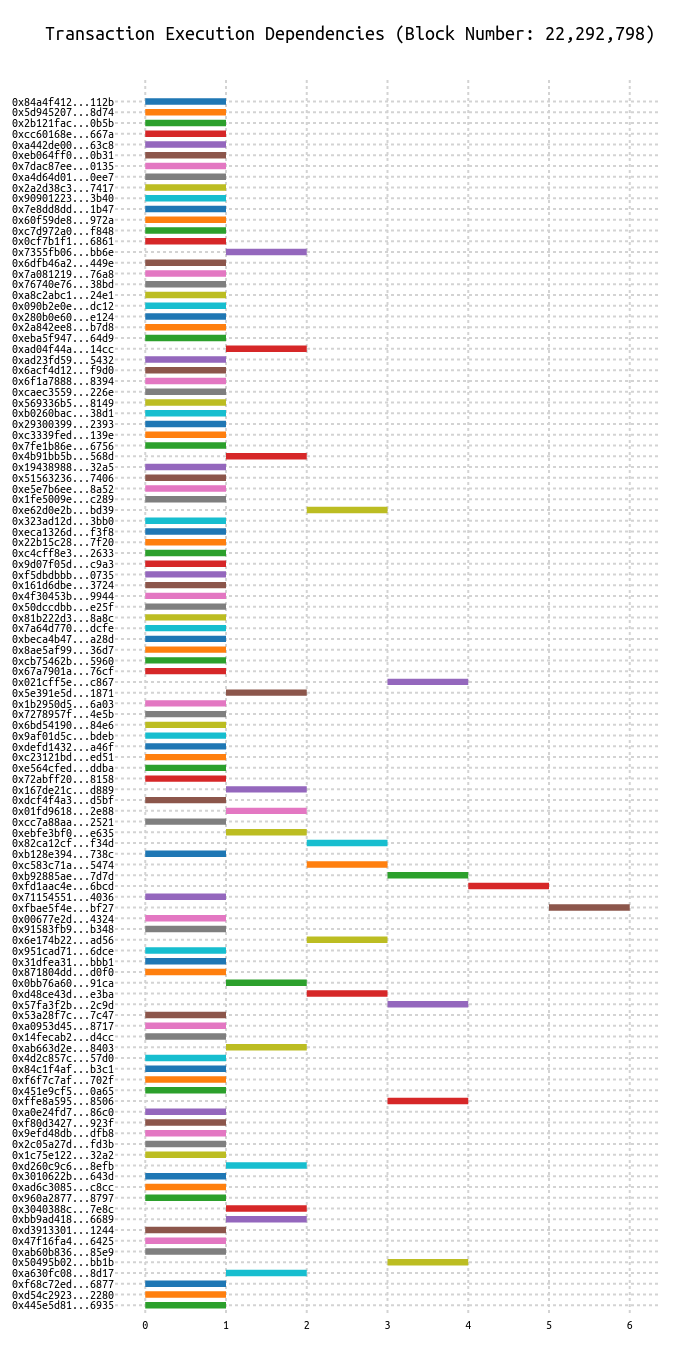 Transaction Execution Dependencies (Block Number: 22,292,798)
0x84a4f412...112b
0x5d945207...8d74
0x2b121fac...0b5b
0xcc60168e...667a
0xa442de00...63c8
0xeb064ff0...0b31
0x7dac87ee...0135
0xa4d64d01...0ee7
0x2a2d38c3...7417
0x90901223...3b40
0x7e8dd8dd...1b47
0x60f59de8...972a
0xc7d972a0...f848
0x0cf7b1f1...6861
0x7355fb06...bb6e
0x6dfb46a2...449e
0x7a081219...76a8
0x76740e76...38bd
0xa8c2abc1...24e1
0x090b2e0e...dc12
0x280b0e60...e124
0x2a842ee8...b7d8
0xeba5f947...64d9
0xad04f44a...14cc
0xad23fd59...5432
0x6acf4d12...f9d0
0x6f1a7888...8394
0xcaec3559...226e
0x569336b5...8149
0xb0260bac...38d1
0x29300399...2393
0xc3339fed...139e
0x7fe1b86e...6756
0x4b91bb5b...568d
0x19438988...32a5
0x51563236...7406
0xe5e7b6ee...8a52
0x1fe5009e...c289
0xe62d0e2b...bd39
0x323ad12d...3bb0
0xeca1326d...f3f8
0x22b15c28...7f20
0xc4cff8e3...2633
0x9d07f05d...c9a3
0xf5dbdbbb...0735
0x161d6dbe...3724
0x4f30453b...9944
0x50dccdbb...e25f
0x81b222d3...8a8c
0x7a64d770...dcfe
0xbeca4b47...a28d
0x8ae5af99...36d7
0xcb75462b...5960
0x67a7901a...76cf
0x021cff5e...c867
0x5e391e5d...1871
0x1b2950d5...6a03
0x7278957f...4e5b
0x6bd54190...84e6
0x9af01d5c...bdeb
0xdefd1432...a46f
0xc23121bd...ed51
0xe564cfed...ddba
0x72abff20...8158
0x167de21c...d889
0xdcf4f4a3...d5bf
0x01fd9618...2e88
0xcc7a88aa...2521
0xebfe3bf0...e635
0x82ca12cf...f34d
0xb128e394...738c
0xc583c71a...5474
0xb92885ae...7d7d
0xfd1aac4e...6bcd
0x71154551...4036
0xfbae5f4e...bf27
0x00677e2d...4324
0x91583fb9...b348
0x6e174b22...ad56
0x951cad71...6dce
0x31dfea31...bbb1
0x871804dd...d0f0
0x0bb76a60...91ca
0xd48ce43d...e3ba
0x57fa3f2b...2c9d
0x53a28f7c...7c47
0xa0953d45...8717
0x14fecab2...d4cc
0xab663d2e...8403
0x4d2c857c...57d0
0x84c1f4af...b3c1
0xf6f7c7af...702f
0x451e9cf5...0a65
0xffe8a595...8506
0xa0e24fd7...86c0
0xf80d3427...923f
0x9efd48db...dfb8
0x2c05a27d...fd3b
0x1c75e122...32a2
0xd260c9c6...8efb
0x3010622b...643d
0xad6c3085...c8cc
0x960a2877...8797
0x3040388c...7e8c
0xbb9ad418...6689
0xd3913301...1244
0x47f16fa4...6425
0xab60b836...85e9
0x50495b02...bb1b
0xa630fc08...8d17
0xf68c72ed...6877
0xd54c2923...2280
0x445e5d81...6935
0 1 2 3 4 5 6